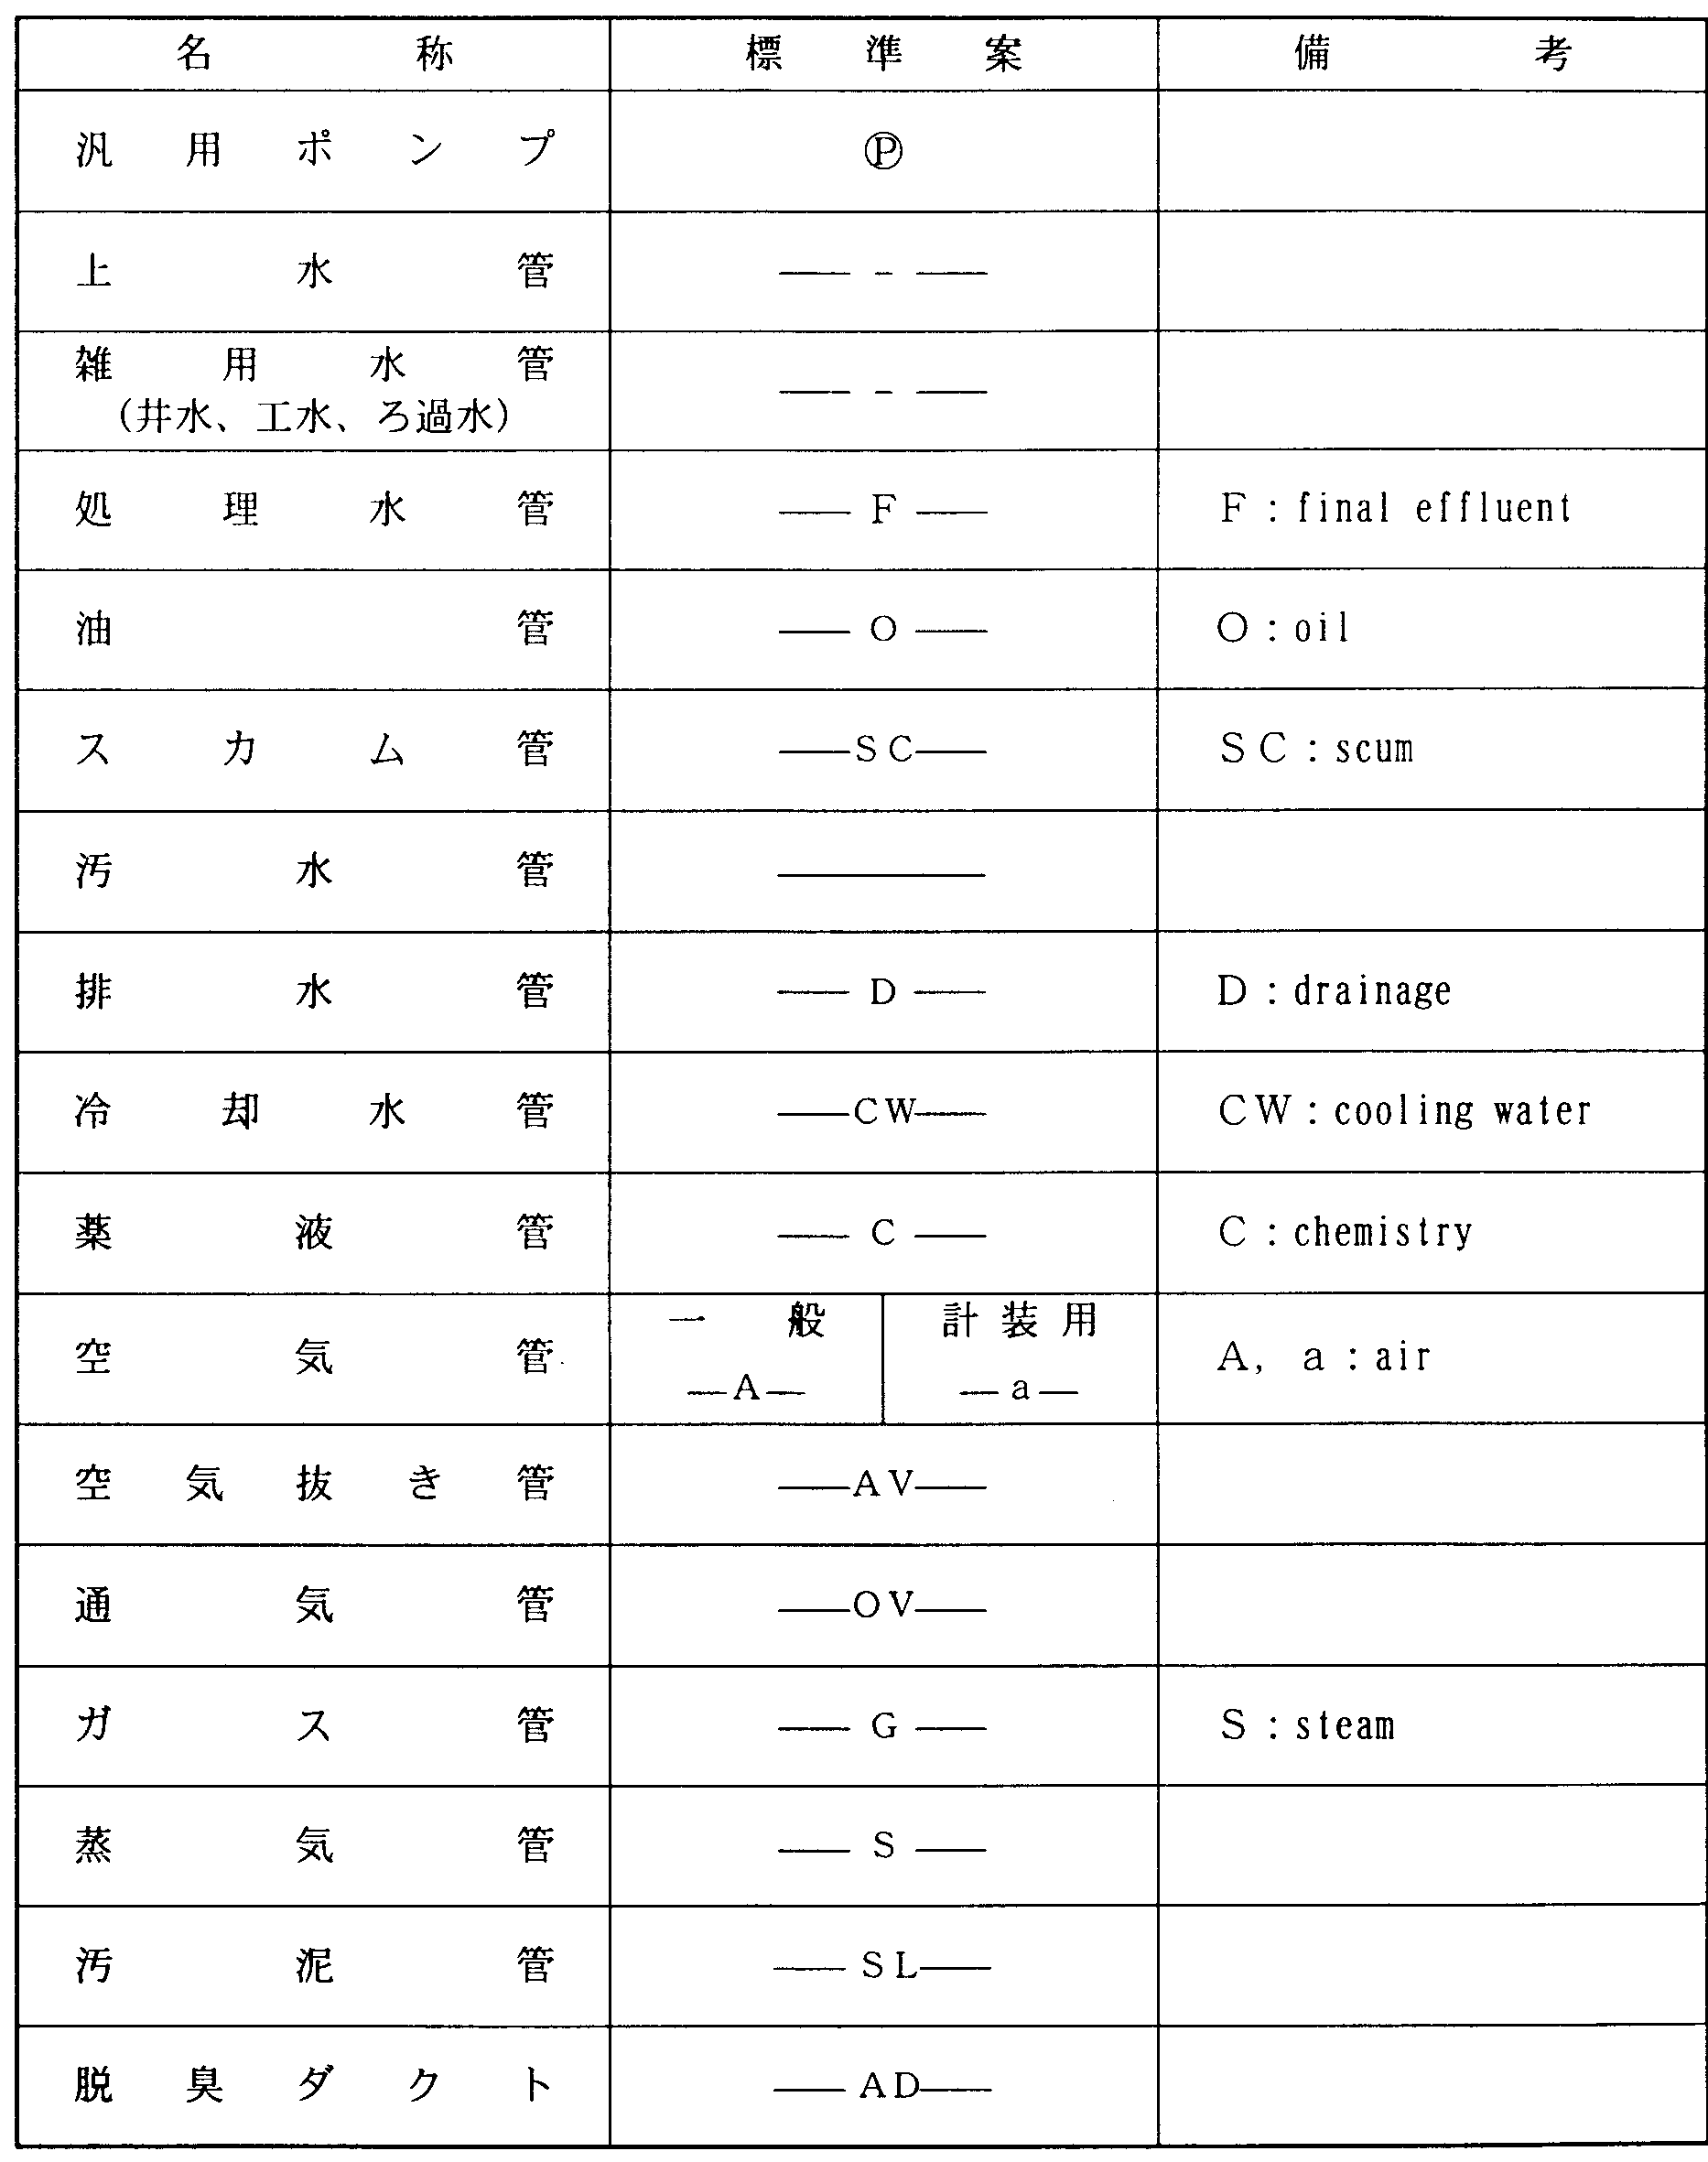 名称 標準案 備考
汎用ポンプ Ⓟ
上水管 — - —
雑用水管
(井水、工水、ろ過水) — - —
処理水管 — F — F:final effluent
油管 — O — O:oil
スカム管 —SC— SC:scum
汚水管 ———
排水管 — D — D:drainage
冷却水管 —CW— CW:cooling water
薬液管 — C — C:chemistry
一般 計装用
空気管 —A— —a— A, a:air
空気抜き管 —AV—
通気管 —OV—
ガス管 — G — S:steam
蒸気管 — S —
汚泥管 — SL—
脱臭ダクト — AD—